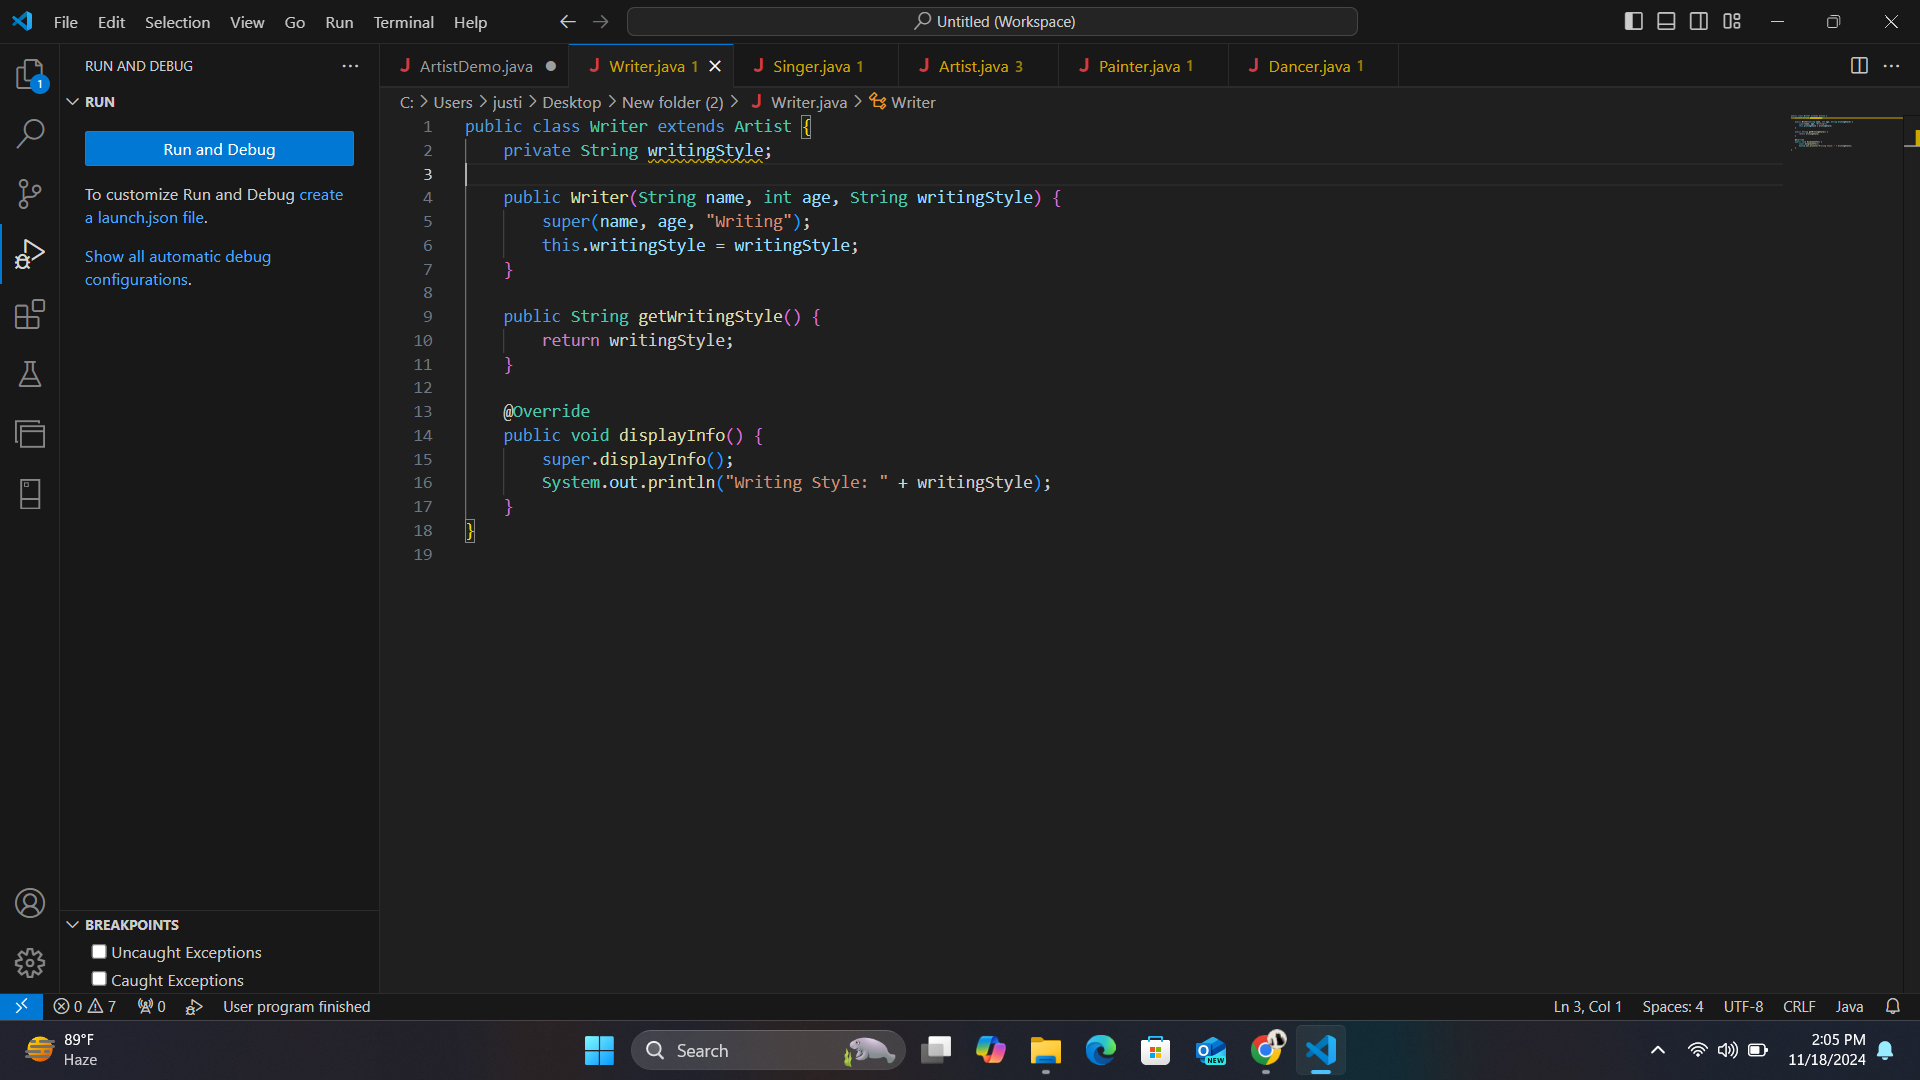 File Edit Selection View Go Run Terminal Help
Untitled (Workspace)
RUN AND DEBUG
ArtistDemo.java
Writer.java 1
Singer.java 1
Artist.java 3
Painter.java 1
Dancer.java 1
1
RUN
Run and Debug
To customize Run and Debug create
a launch.json file.
Show all automatic debug
configurations.
C: > Users > justi > Desktop > New folder (2) > Writer.java > Writer
1 public class Writer extends Artist {
2     private String writingStyle;
3
4     public Writer(String name, int age, String writingStyle) {
5         super(name, age, "Writing");
6         this.writingStyle = writingStyle;
7     }
8
9     public String getWritingStyle() {
10         return writingStyle;
11     }
12
13     @Override
14     public void displayInfo() {
15         super.displayInfo();
16         System.out.println("Writing Style: " + writingStyle);
17     }
18 }
19
BREAKPOINTS
Uncaught Exceptions
Caught Exceptions
0 7 0 User program finished
Ln 3, Col 1 Spaces: 4 UTF-8 CRLF Java
89°F
Haze
Search
NEW
2:05 PM
11/18/2024